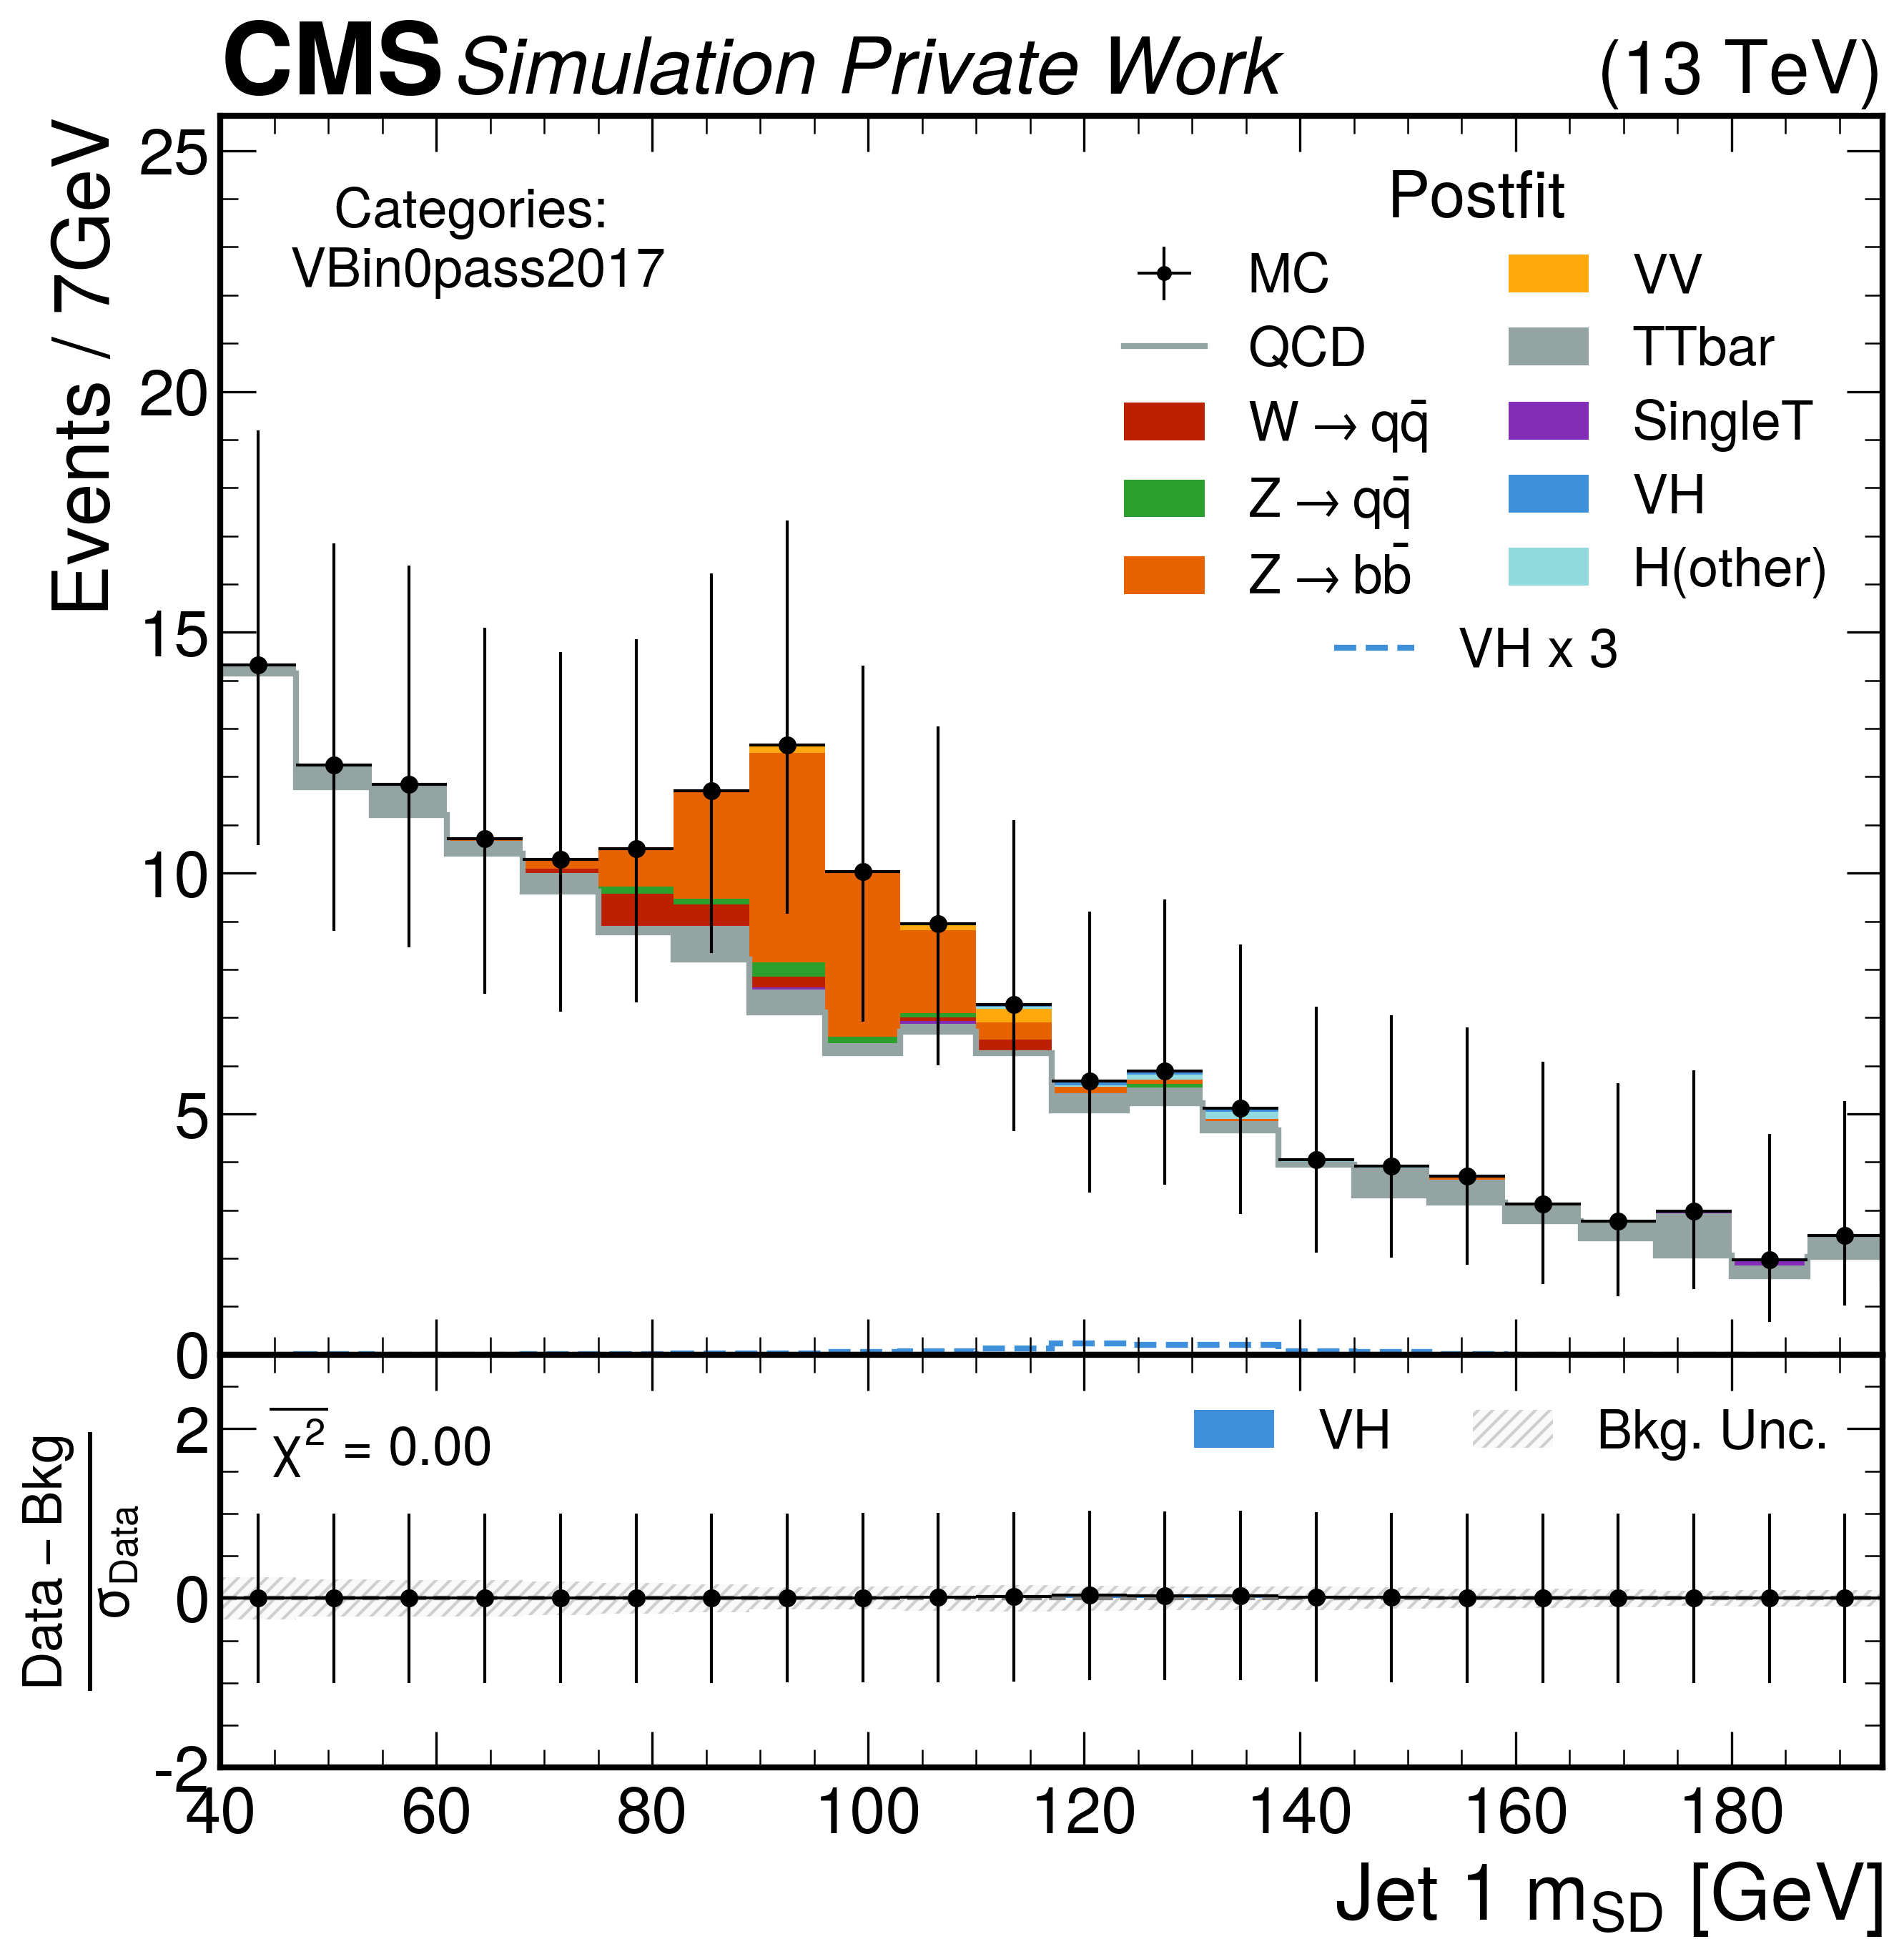 CMS Simulation Private Work (13 TeV)
Events / 7GeV
25
20
15
10
5
0
Categories:
VBin0pass2017
Postfit
MC
QCD
W → qq̄
Z → qq̄
Z → bb̄
VV
TTbar
SingleT
VH
H(other)
VH x 3
Data – Bkg
σData
2
0
-2
χ² = 0.00
VH
Bkg. Unc.
40 60 80 100 120 140 160 180
Jet 1 mSD [GeV]